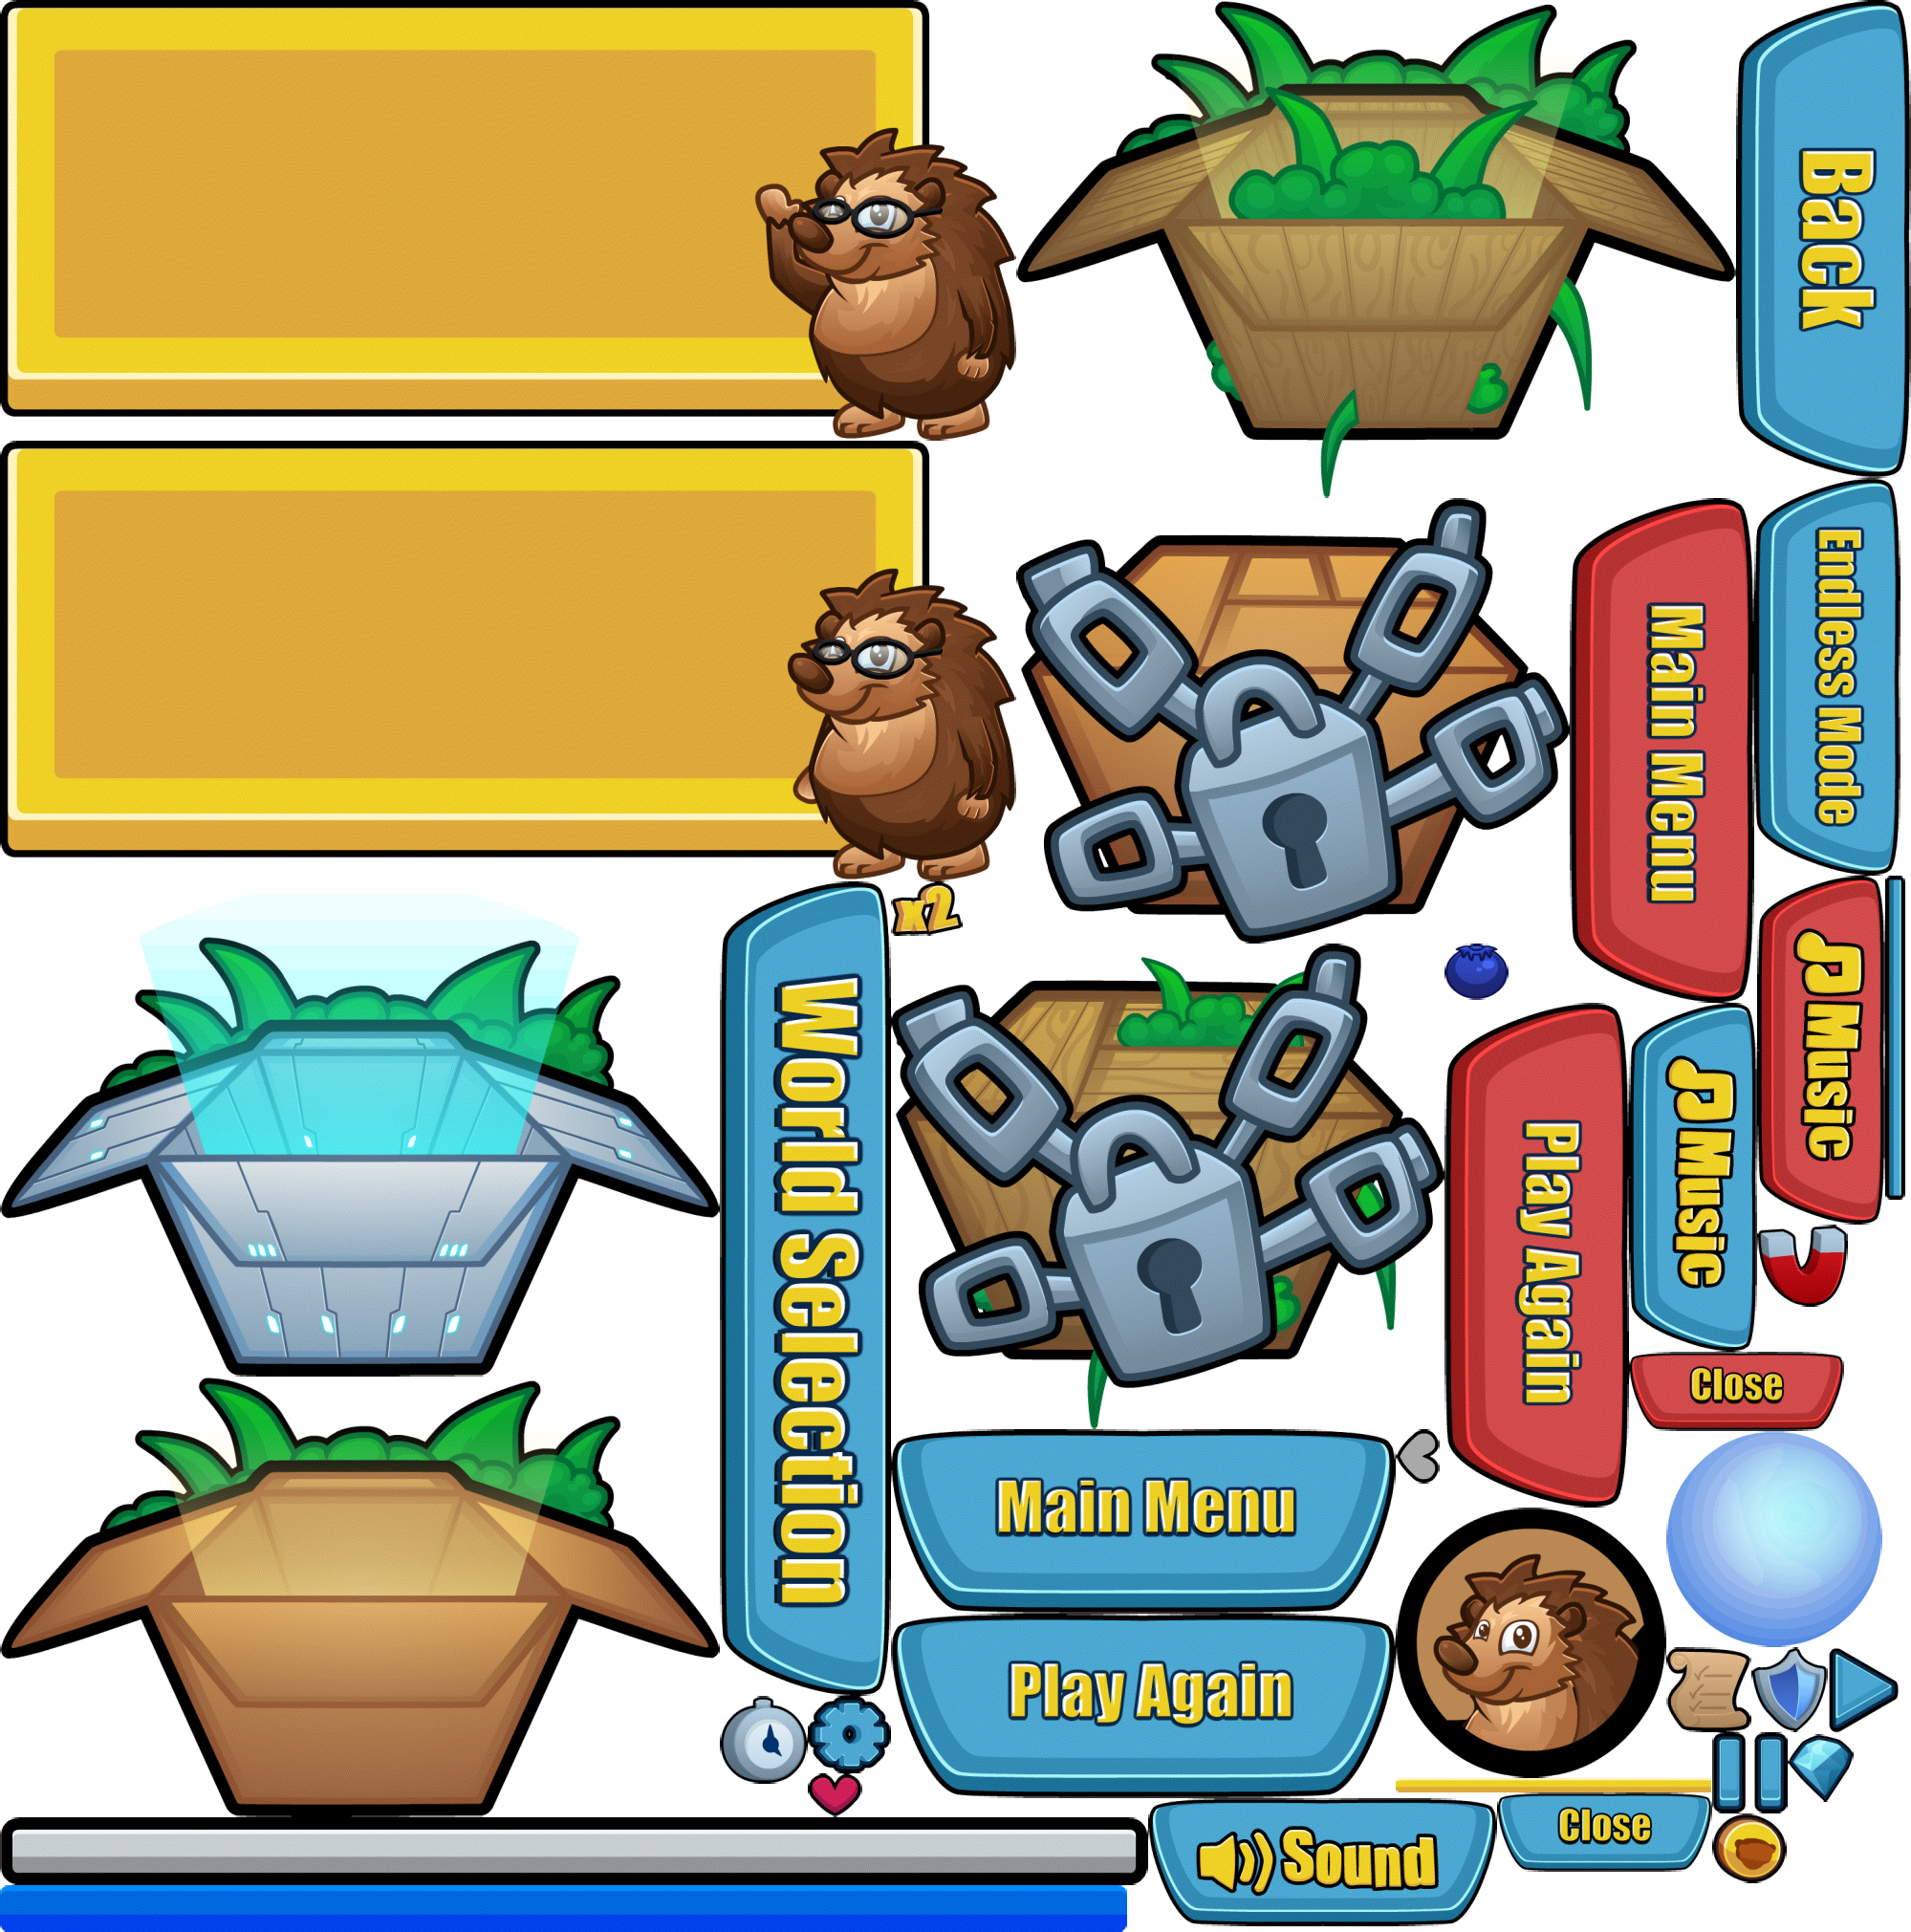 Back
Endless Mode
Main Menu
x2
Music
World Selection
Music
Play Again
Close
Main Menu
Play Again
Close
Sound